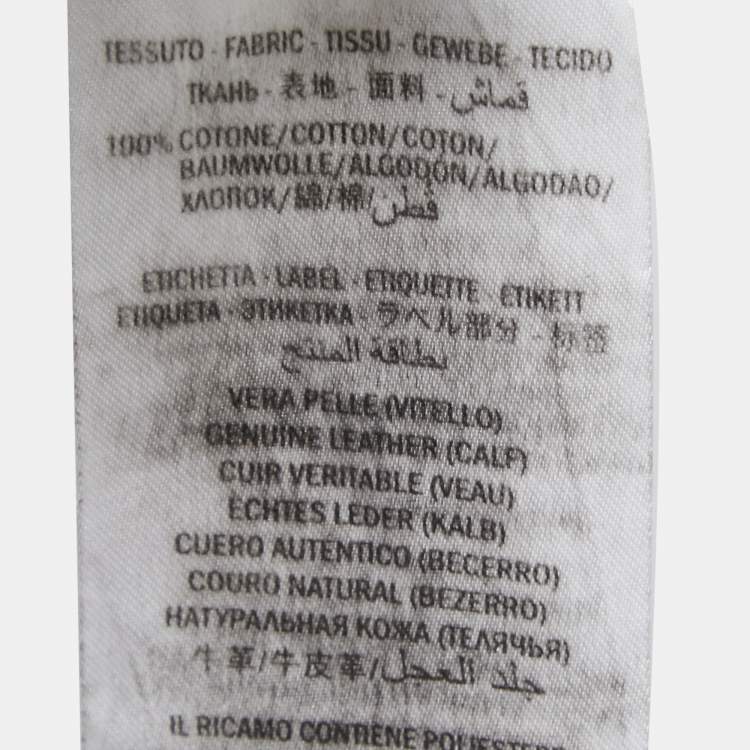 TESSUTO - FABRIC - TISSU - GEWEBE - TECIDO
ТКАНЬ - 表地 - 面料 - قماش
100% COTONE/COTTON/COTON/
BAUMWOLLE/ALGODÓN/ALGODAO/
ХЛОПОК/綿/棉/قطن
ETICHETTA - LABEL - ETIQUETTE - ETIKETT
ETIQUETA - ЭТИКЕТКА - ラベル部分 - 标签
بطاقة المنتج
VERA PELLE (VITELLO)
GENUINE LEATHER (CALF)
CUIR VERITABLE (VEAU)
ECHTES LEDER (KALB)
CUERO AUTENTICO (BECERRO)
COURO NATURAL (BEZERRO)
НАТУРАЛЬНАЯ КОЖА (ТЕЛЯЧЬЯ)
牛革/牛皮革/جلد العجل
IL RICAMO CONTIENE